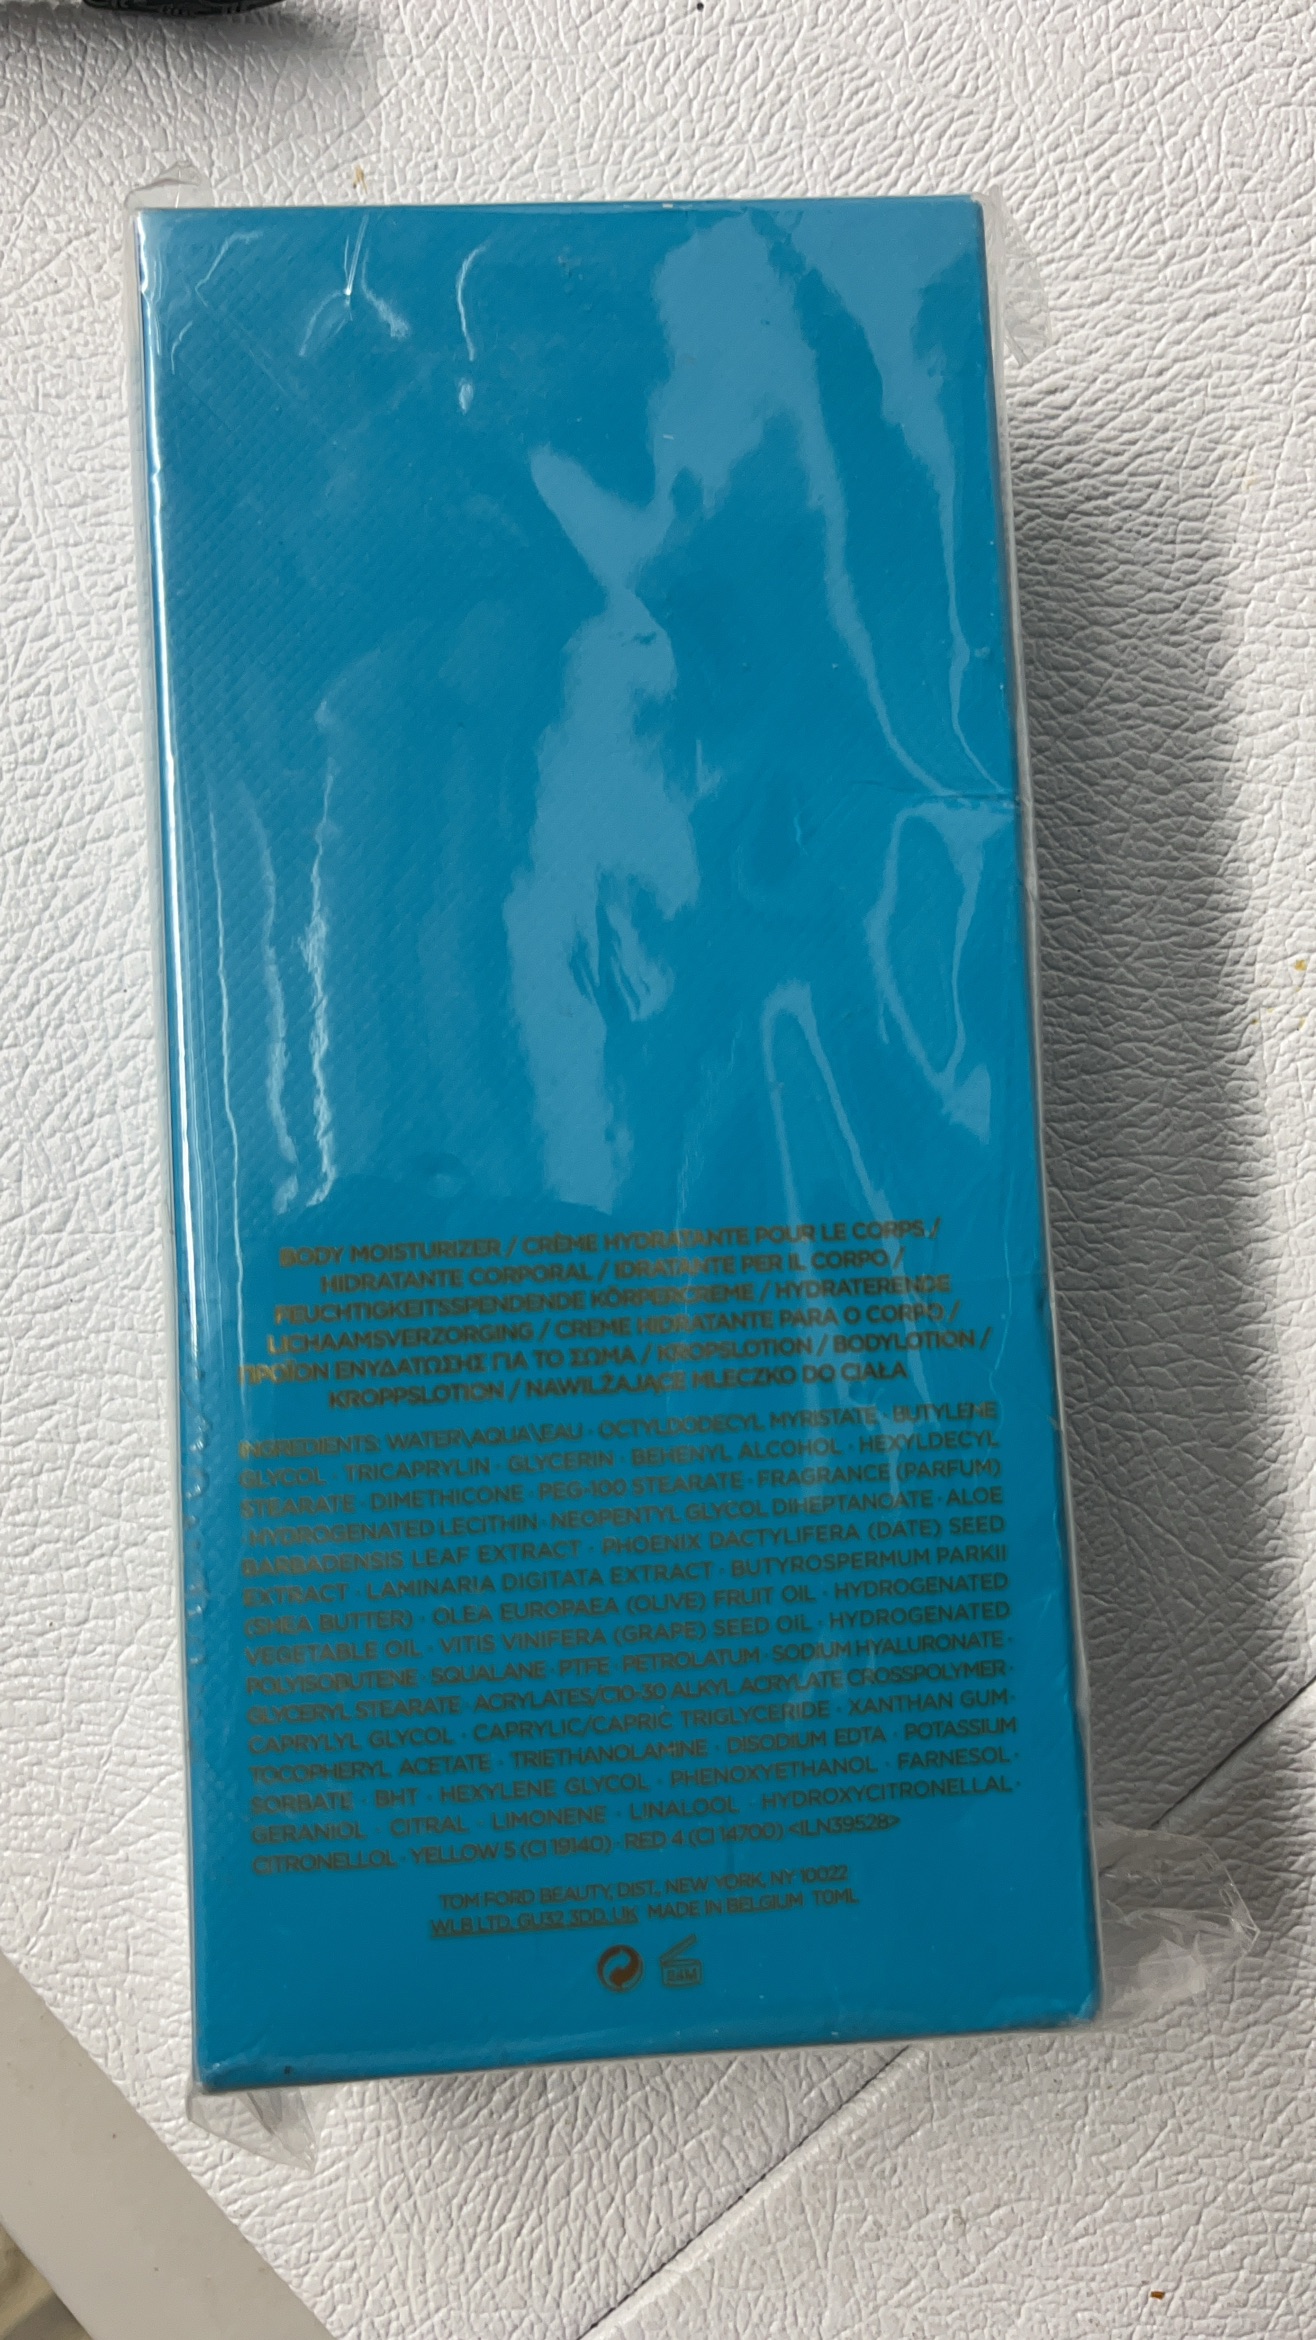 BODY MOISTURIZER / CRÈME HYDRATANTE POUR LE CORPS /
HIDRATANTE CORPORAL / IDRATANTE PER IL CORPO /
FEUCHTIGKEITSSPENDENDE KÖRPERCREME / HYDRATERENDE
LICHAAMSVERZORGING / CREME HIDRATANTE PARA O CORPO /
ΠΡΟΪΟΝ ΕΝΥΔΑΤΩΣΗΣ ΓΙΑ ΤΟ ΣΩΜΑ / KROPSLOTION / BODYLOTION /
KROPPSLOTION / NAWILŻAJĄCE MLECZKO DO CIAŁA
INGREDIENTS: WATER\AQUA\EAU · OCTYLDODECYL MYRISTATE · BUTYLENE
GLYCOL · TRICAPRYLIN · GLYCERIN · BEHENYL ALCOHOL · HEXYLDECYL
STEARATE · DIMETHICONE · PEG-100 STEARATE · FRAGRANCE (PARFUM)
· HYDROGENATED LECITHIN · NEOPENTYL GLYCOL DIHEPTANOATE · ALOE
BARBADENSIS LEAF EXTRACT · PHOENIX DACTYLIFERA (DATE) SEED
EXTRACT · LAMINARIA DIGITATA EXTRACT · BUTYROSPERMUM PARKII
(SHEA BUTTER) · OLEA EUROPAEA (OLIVE) FRUIT OIL · HYDROGENATED
VEGETABLE OIL · VITIS VINIFERA (GRAPE) SEED OIL · HYDROGENATED
POLYISOBUTENE · SQUALANE · PTFE · PETROLATUM · SODIUM HYALURONATE ·
GLYCERYL STEARATE · ACRYLATES/C10-30 ALKYL ACRYLATE CROSSPOLYMER ·
CAPRYLYL GLYCOL · CAPRYLIC/CAPRIC TRIGLYCERIDE · XANTHAN GUM ·
TOCOPHERYL ACETATE · TRIETHANOLAMINE · DISODIUM EDTA · POTASSIUM
SORBATE · BHT · HEXYLENE GLYCOL · PHENOXYETHANOL · FARNESOL ·
GERANIOL · CITRAL · LIMONENE · LINALOOL · HYDROXYCITRONELLAL ·
CITRONELLOL · YELLOW 5 (CI 19140) · RED 4 (CI 14700) <ILN39528>
TOM FORD BEAUTY, DIST., NEW YORK, NY 10022
WLB LTD, GU32 3DD, UK MADE IN BELGIUM T0ML
24M